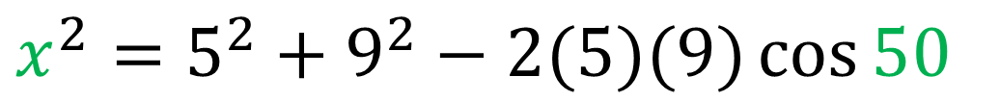 x² = 5² + 9² − 2(5)(9) cos 50